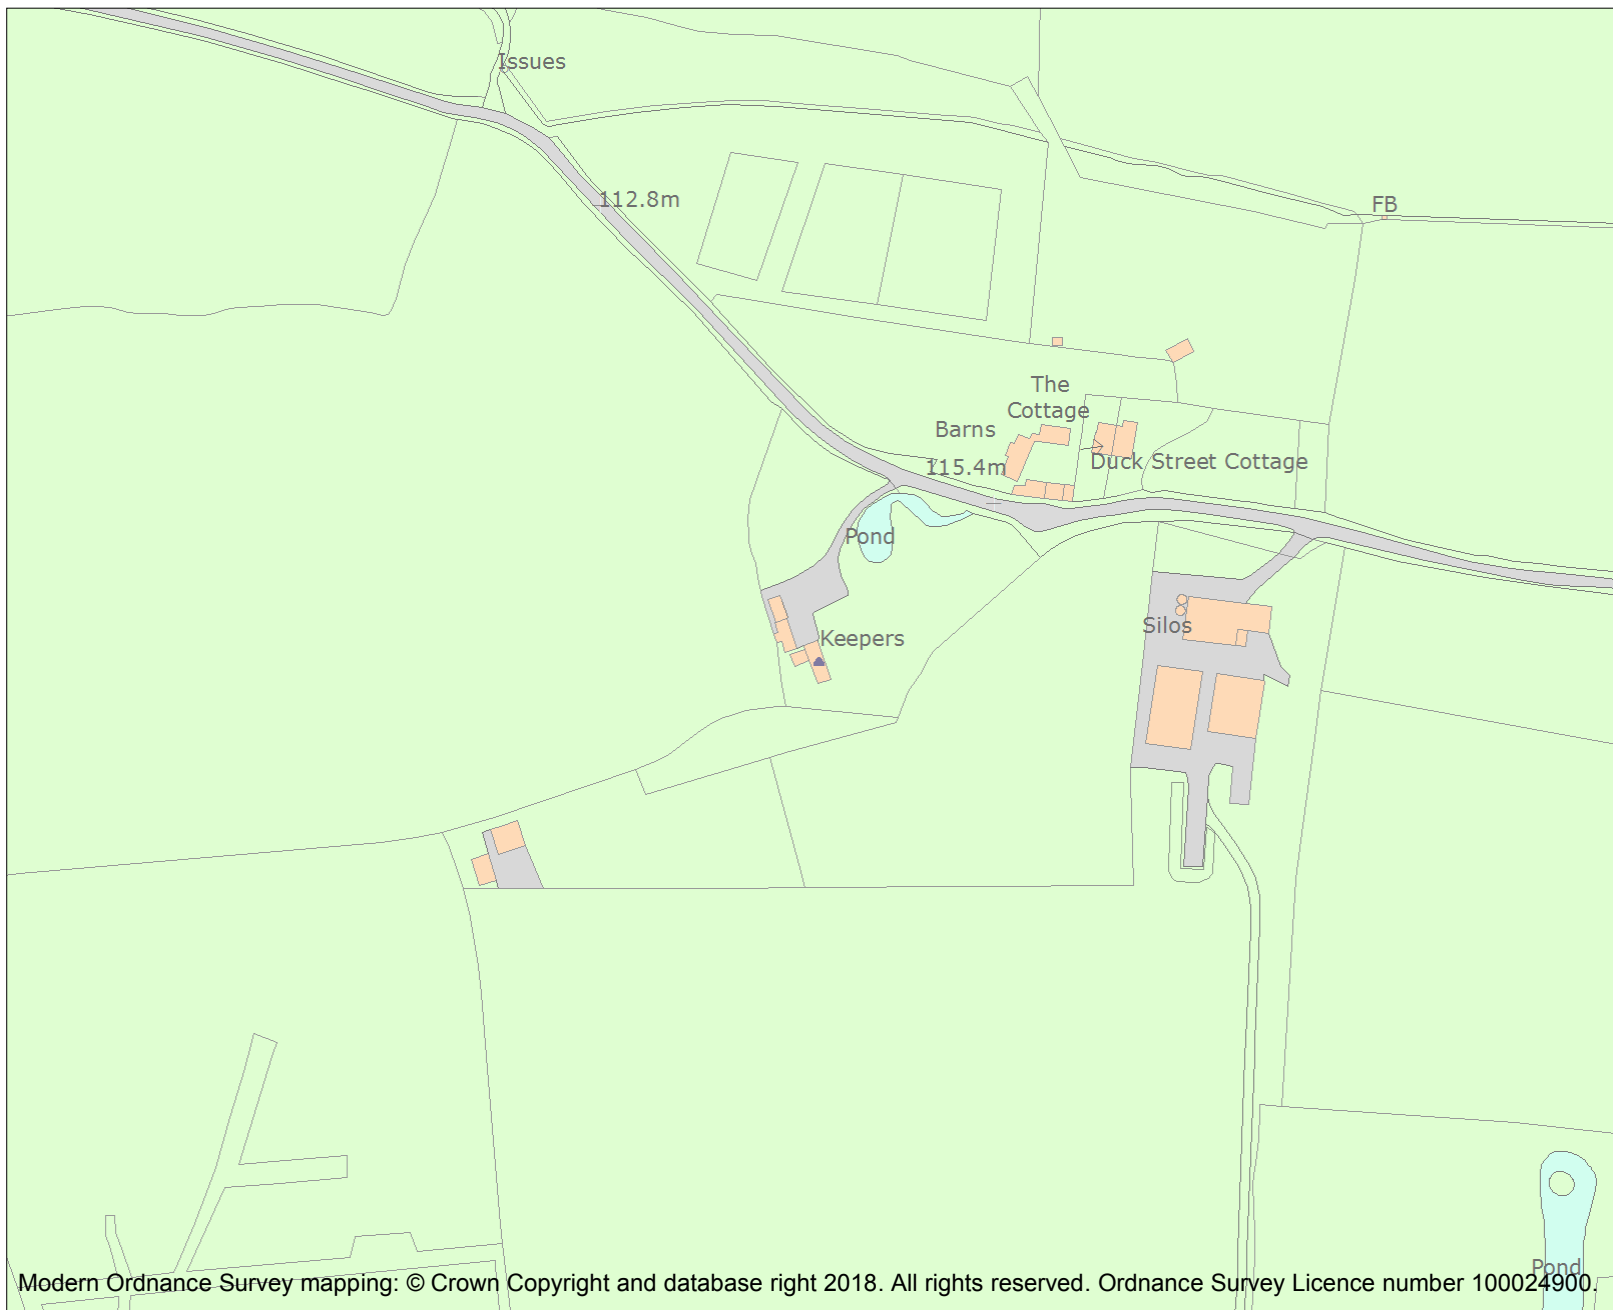 Issues
112.8m
FB
The
Cottage
Barns
115.4m
Duck Street Cottage
Pond
Silos
Keepers
Pond
Modern Ordnance Survey mapping: © Crown Copyright and database right 2018. All rights reserved. Ordnance Survey Licence number 100024900.